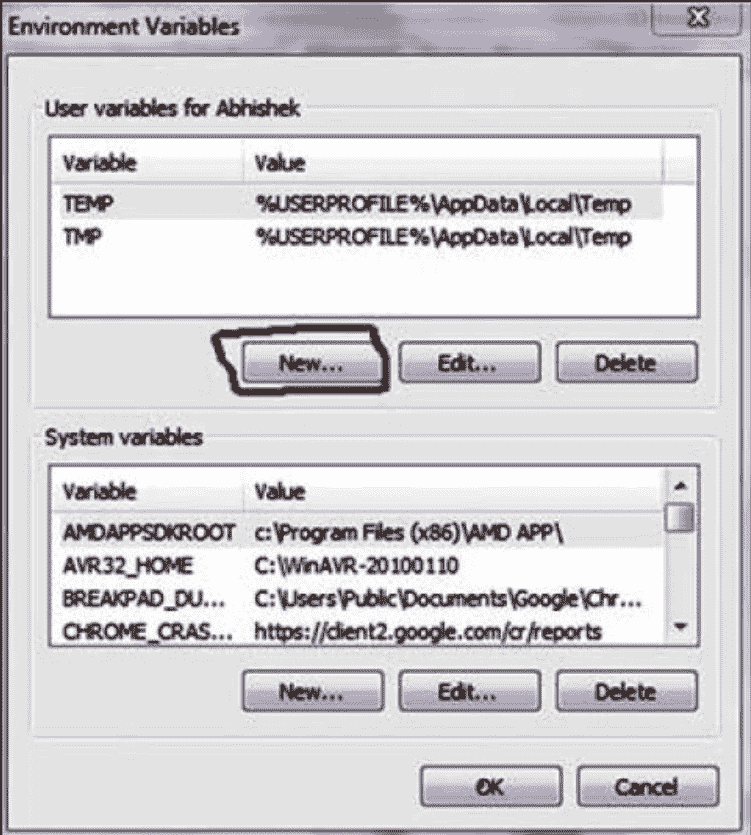 Environment Variables
User variables for Abhishek
Variable Value
TEMP %USERPROFILE%\AppData\Local\Temp
TMP %USERPROFILE%\AppData\Local\Temp
New... Edit... Delete
System variables
Variable Value
AMDAPPSDKROOT c:\Program Files (x86)\AMD APP\
AVR32_HOME C:\WinAVR-20100110
BREAKPAD_DU... C:\Users\Public\Documents\Google\Chr...
CHROME_CRAS... https://client2.google.com/cr/reports
New... Edit... Delete
OK Cancel